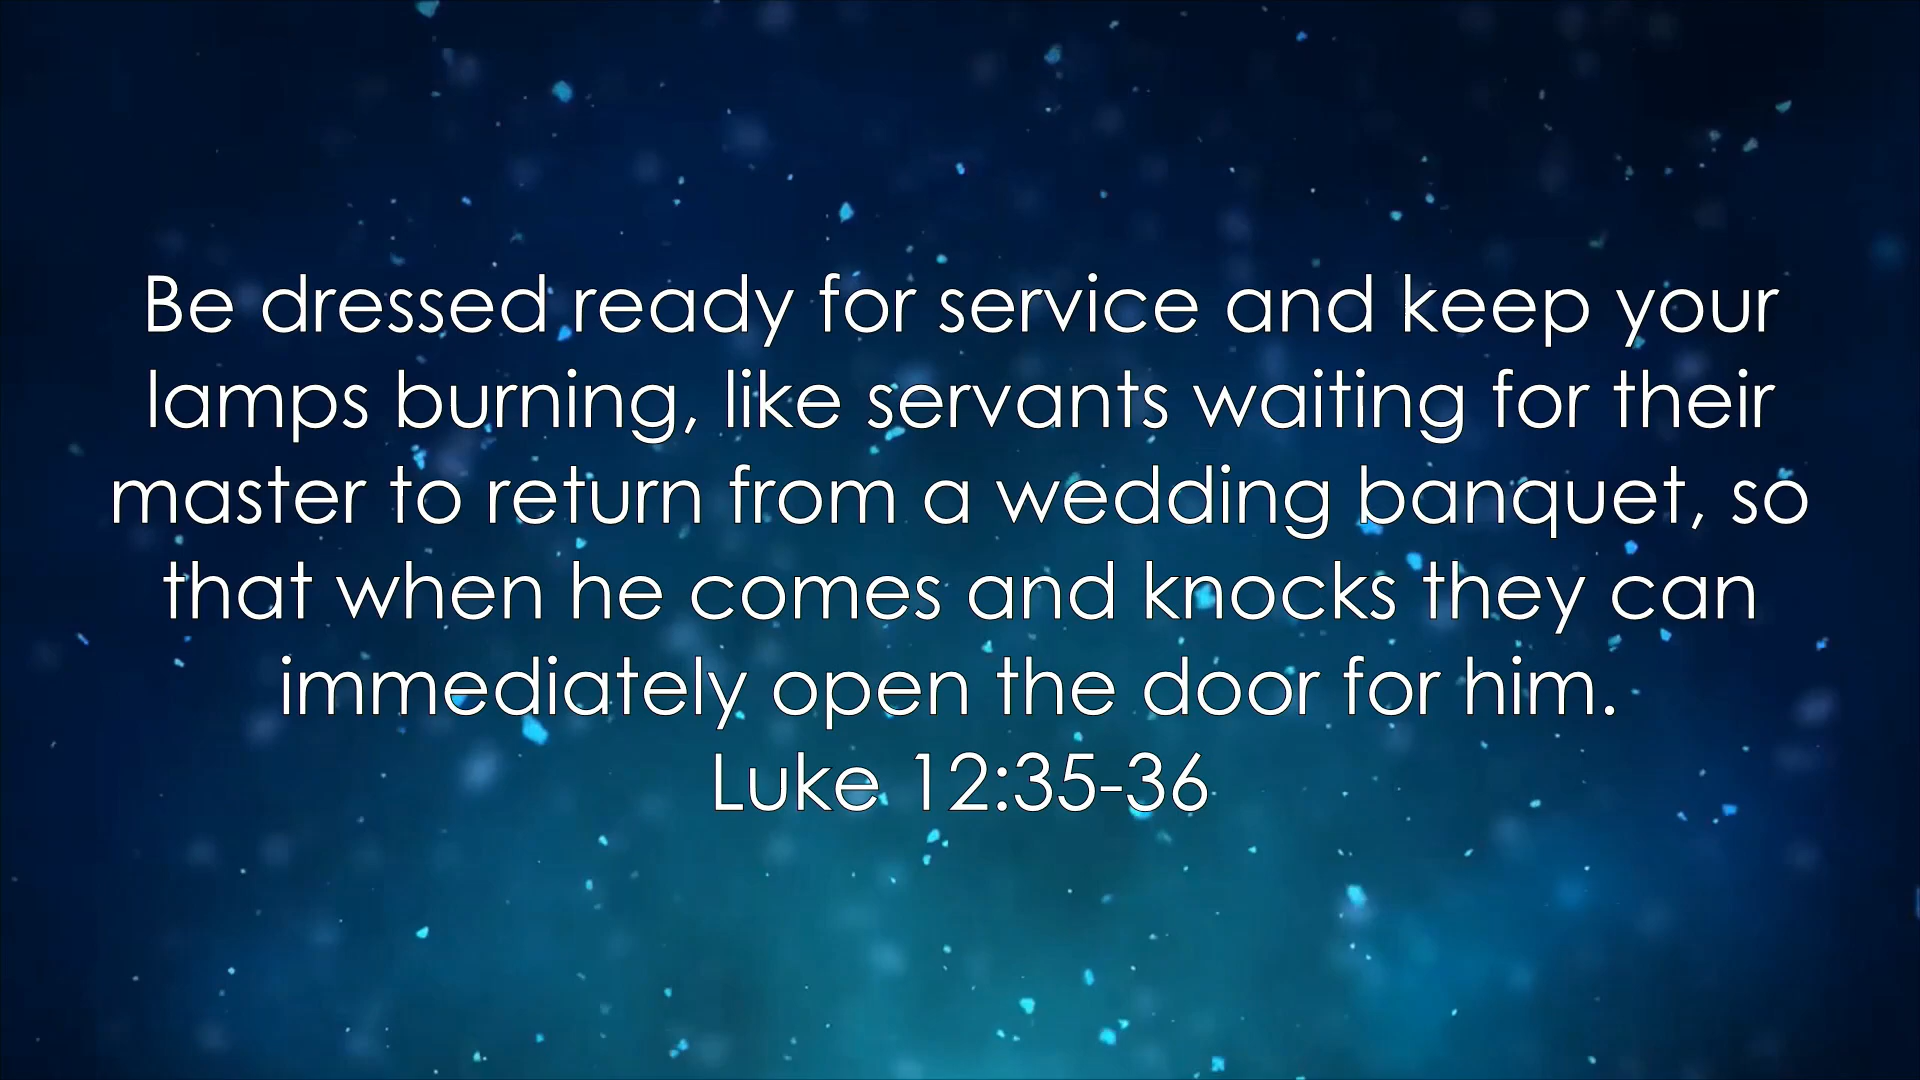 Be dressed ready for service and keep your
lamps burning, like servants waiting for their
master to return from a wedding banquet, so
that when he comes and knocks they can
immediately open the door for him.
Luke 12:35-36